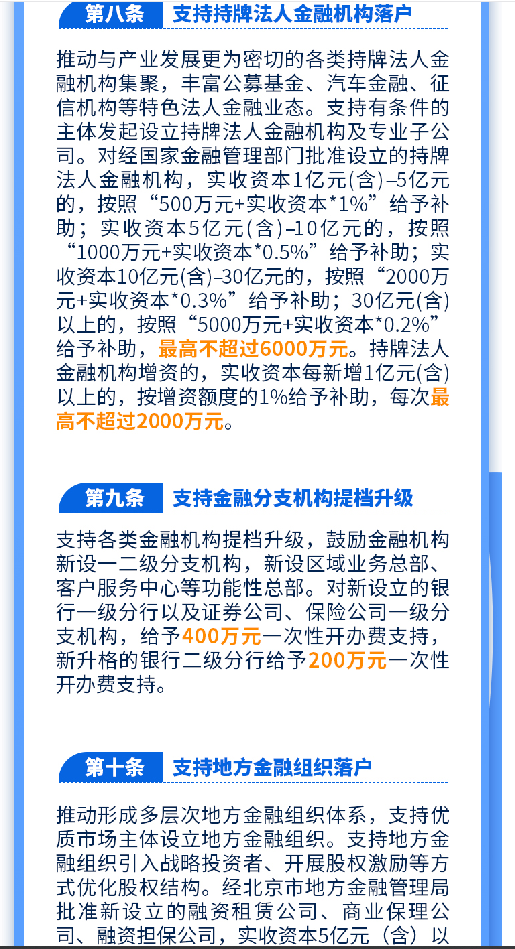 第八条 支持持牌法人金融机构落户
推动与产业发展更为密切的各类持牌法人金
融机构集聚，丰富公募基金、汽车金融、征
信机构等特色法人金融业态。支持有条件的
主体发起设立持牌法人金融机构及专业子公
司。对经国家金融管理部门批准设立的持牌
法人金融机构，实收资本1亿元(含)–5亿元
的，按照“500万元+实收资本*1%”给予补
助；实收资本5亿元(含)–10亿元的，按照
“1000万元+实收资本*0.5%”给予补助；实
收资本10亿元(含)–30亿元的，按照“2000万
元+实收资本*0.3%”给予补助；30亿元(含)
以上的，按照“5000万元+实收资本*0.2%”
给予补助，最高不超过6000万元。持牌法人
金融机构增资的，实收资本每新增1亿元(含)
以上的，按增资额度的1%给予补助，每次最
高不超过2000万元。
第九条 支持金融分支机构提档升级
支持各类金融机构提档升级，鼓励金融机构
新设一二级分支机构，新设区域业务总部、
客户服务中心等功能性总部。对新设立的银
行一级分行以及证券公司、保险公司一级分
支机构，给予400万元一次性开办费支持，
新升格的银行二级分行给予200万元一次性
开办费支持。
第十条 支持地方金融组织落户
推动形成多层次地方金融组织体系，支持优
质市场主体设立地方金融组织。支持地方金
融组织引入战略投资者、开展股权激励等方
式优化股权结构。经北京市地方金融管理局
批准新设立的融资租赁公司、商业保理公
司、融资担保公司，实收资本5亿元（含）以